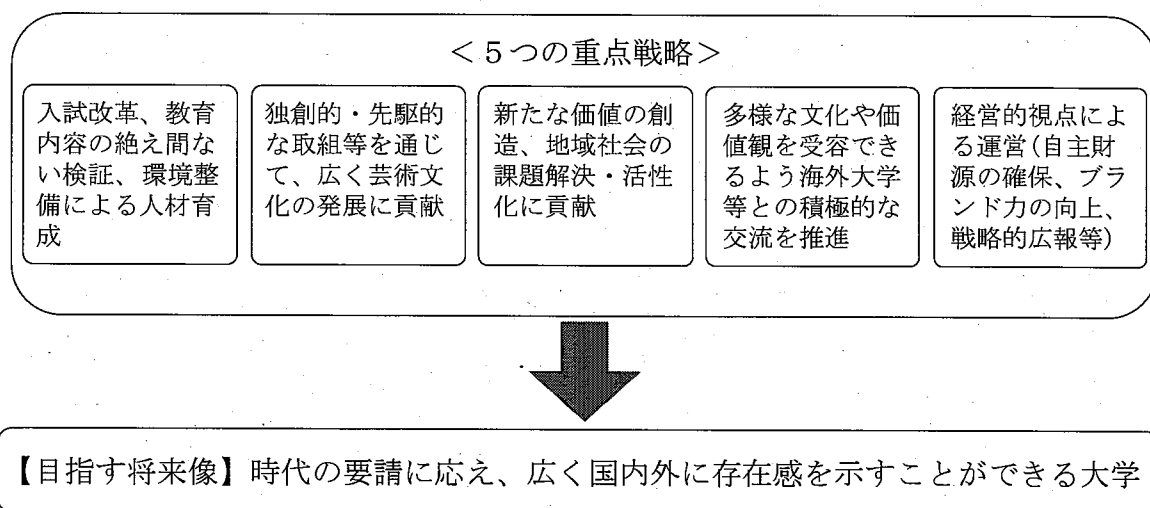 ＜５つの重点戦略＞
入試改革、教育
内容の絶え間な
い検証、環境整
備による人材育
成
独創的・先駆的
な取組等を通じ
て、広く芸術文
化の発展に貢献
新たな価値の創
造、地域社会の
課題解決・活性
化に貢献
多様な文化や価
値観を受容でき
るよう海外大学
等との積極的な
交流を推進
経営的視点によ
る運営(自主財
源の確保、ブラ
ンド力の向上、
戦略的広報等)
【目指す将来像】時代の要請に応え、広く国内外に存在感を示すことができる大学